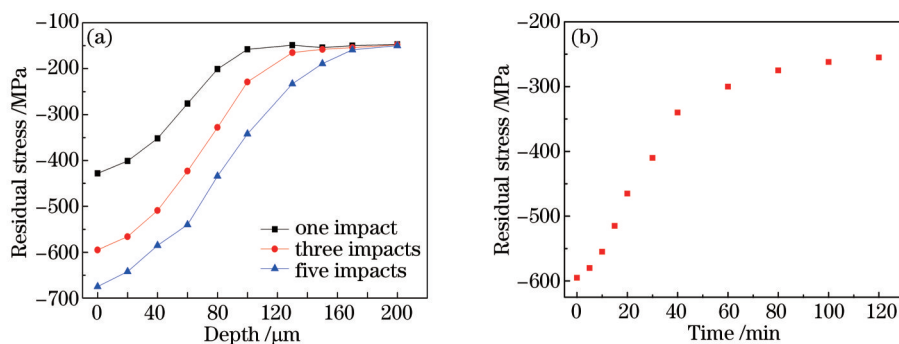 (a)
Residual stress /MPa
-100
-200
-300
-400
-500
-600
-700
one impact
three impacts
five impacts
0 40 80 120 160 200
Depth /μm
(b)
Residual stress /MPa
-200
-300
-400
-500
-600
0 20 40 60 80 100 120
Time /min